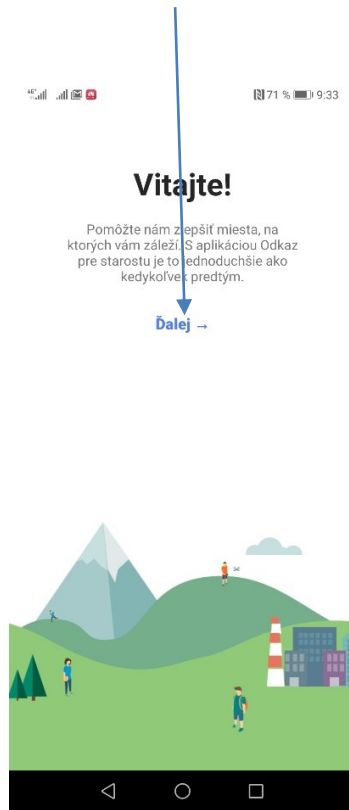 4G+ 71 % 9:33
Vitajte!
Pomôžte nám zlepšiť miesta, na
ktorých vám záleží. S aplikáciou Odkaz
pre starostu je to jednoduchšie ako
kedykoľvek predtým.
Ďalej →